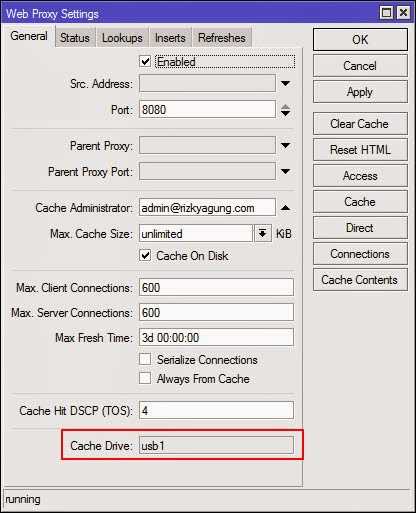 Web Proxy Settings
General Status Lookups Inserts Refreshes
Enabled
Src. Address:
Port: 8080
Parent Proxy:
Parent Proxy Port:
Cache Administrator: admin@rizkyagung.com
Max. Cache Size: unlimited KiB
Cache On Disk
Max. Client Connections: 600
Max. Server Connections: 600
Max Fresh Time: 3d 00:00:00
Serialize Connections
Always From Cache
Cache Hit DSCP (TOS): 4
Cache Drive: usb1
OK
Cancel
Apply
Clear Cache
Reset HTML
Access
Cache
Direct
Connections
Cache Contents
running